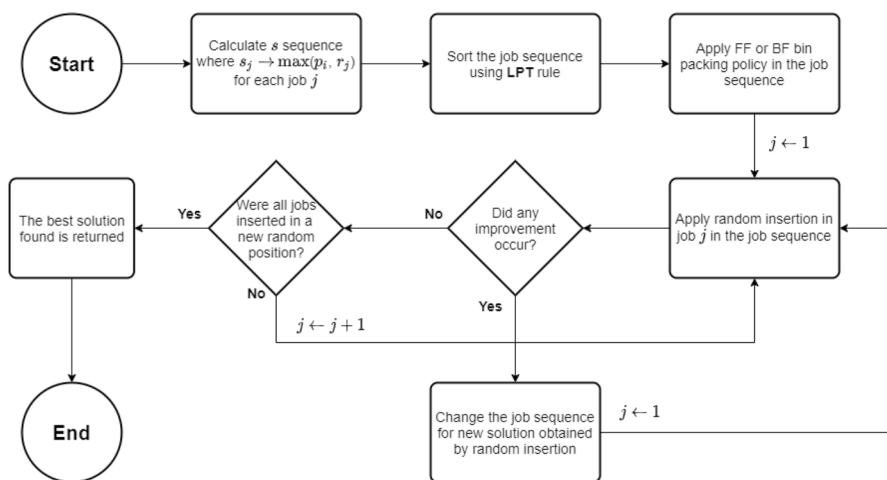 Start
Calculate s sequence
where s_j → max(p_i, r_j)
for each job j
Sort the job sequence
using LPT rule
Apply FF or BF bin
packing policy in the job
sequence
j ← 1
Apply random insertion in
job j in the job sequence
Did any
improvement
occur?
No
Were all jobs
inserted in a
new random
position?
Yes
The best solution
found is returned
No
j ← j + 1
Yes
Change the job sequence
for new solution obtained
by random insertion
j ← 1
End